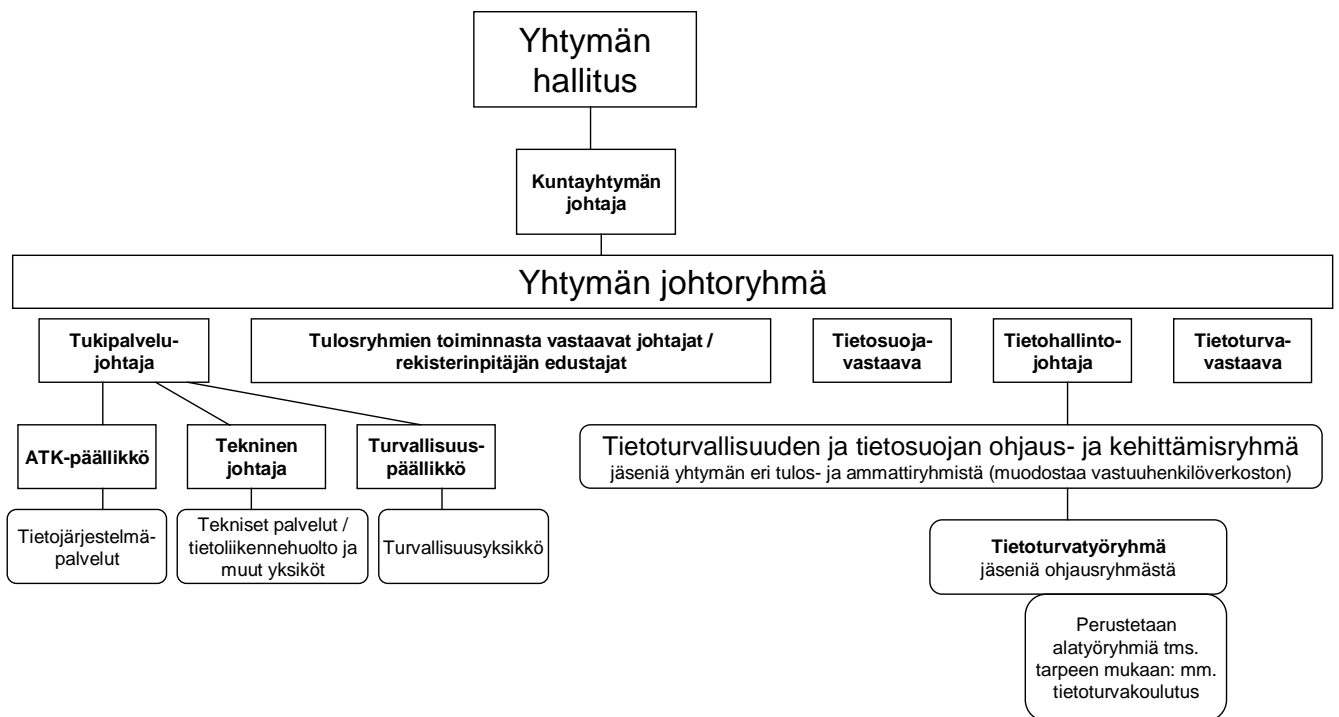 Yhtymän
hallitus
Kuntayhtymän
johtaja
Yhtymän johtoryhmä
Tukipalvelu-
johtaja
Tulosryhmien toiminnasta vastaavat johtajat /
rekisterinpitäjän edustajat
Tietosuoja-
vastaava
Tietohallinto-
johtaja
Tietoturva-
vastaava
ATK-päällikkö
Tekninen
johtaja
Turvallisuus-
päällikkö
Tietoturvallisuuden ja tietosuojan ohjaus- ja kehittämisryhmä
jäseniä yhtymän eri tulos- ja ammattiryhmistä (muodostaa vastuuhenkilöverkoston)
Tietojärjestelmä-
palvelut
Tekniset palvelut /
tietoliikennehuolto ja
muut yksiköt
Turvallisuusyksikkö
Tietoturvatyöryhmä
jäseniä ohjausryhmästä
Perustetaan
alatyöryhmiä tms.
tarpeen mukaan: mm.
tietoturvakoulutus